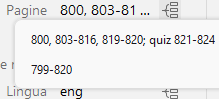 Pagine 800, 803-81 ...
800, 803-816, 819-820; quiz 821-824
799-820
Lingua eng